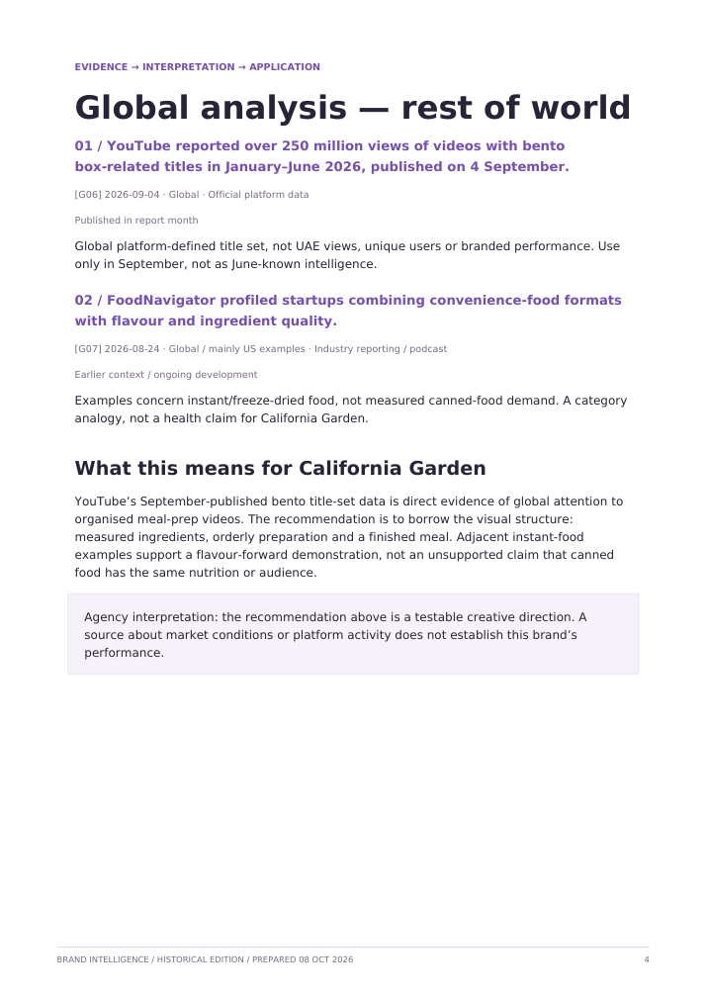 EVIDENCE → INTERPRETATION → APPLICATION
Global analysis — rest of world
01 / YouTube reported over 250 million views of videos with bento
box-related titles in January–June 2026, published on 4 September.
[G06] 2026-09-04 · Global · Official platform data
Published in report month
Global platform-defined title set, not UAE views, unique users or branded performance. Use
only in September, not as June-known intelligence.
02 / FoodNavigator profiled startups combining convenience-food formats
with flavour and ingredient quality.
[G07] 2026-08-24 · Global / mainly US examples · Industry reporting / podcast
Earlier context / ongoing development
Examples concern instant/freeze-dried food, not measured canned-food demand. A category
analogy, not a health claim for California Garden.
What this means for California Garden
YouTube’s September-published bento title-set data is direct evidence of global attention to
organised meal-prep videos. The recommendation is to borrow the visual structure:
measured ingredients, orderly preparation and a finished meal. Adjacent instant-food
examples support a flavour-forward demonstration, not an unsupported claim that canned
food has the same nutrition or audience.
Agency interpretation: the recommendation above is a testable creative direction. A
source about market conditions or platform activity does not establish this brand’s
performance.
BRAND INTELLIGENCE / HISTORICAL EDITION / PREPARED 08 OCT 2026
4